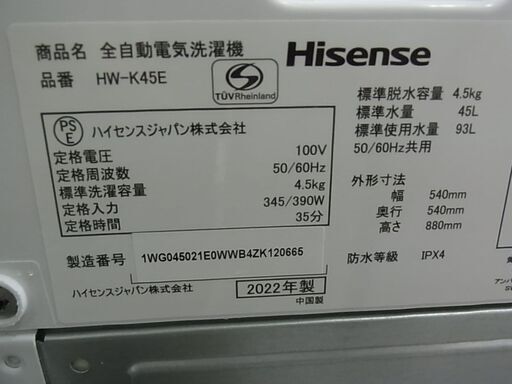 商品名 全自動電気洗濯機
品番 HW-K45E
TÜVRheinland
Hisense
PS
E
ハイセンスジャパン株式会社
定格電圧 100V
定格周波数 50/60Hz
標準洗濯容量 4.5kg
定格入力 345/390W
定格時間 35分
標準脱水容量 4.5kg
標準水量 45L
標準使用水量 93L
50/60Hz共用
外形寸法
幅 540mm
奥行 540mm
高さ 880mm
製造番号 1WG045021E0WWB4ZK120665
防水等級 IPX4
ハイセンスジャパン株式会社
2022年製
中国製
アンバ